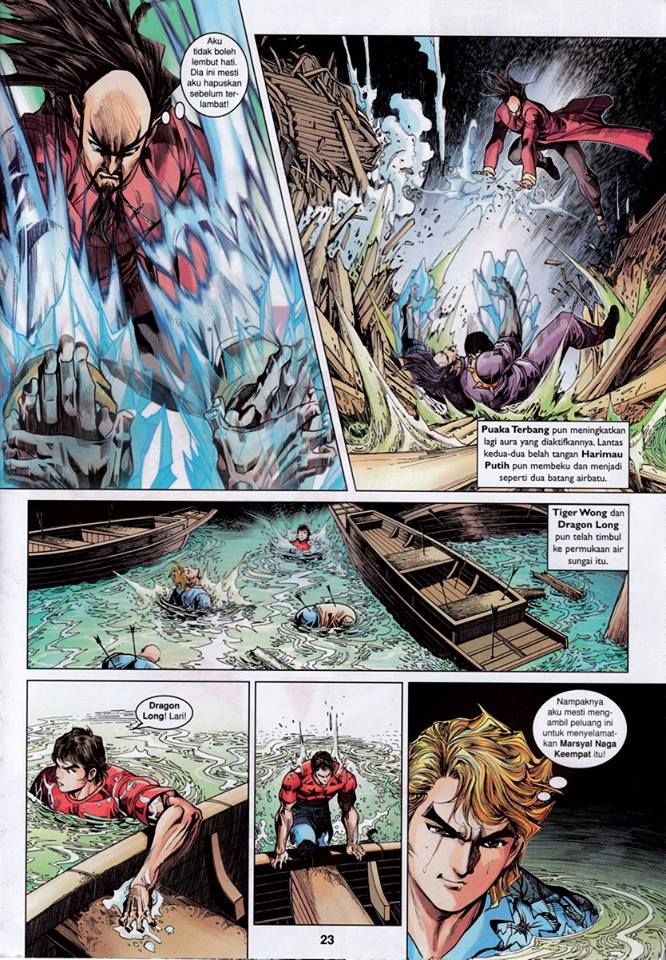 Aku
tidak boleh
lembut hati.
Dia ini mesti
aku hapuskan
sebelum ter-
lambat!
Puaka Terbang pun meningkatkan
lagi aura yang diaktifkannya. Lantas
kedua-dua belah tangan Harimau
Putih pun membeku dan menjadi
seperti dua batang airbatu.
Tiger Wong dan
Dragon Long
pun telah timbul
ke permukaan air
sungai itu.
Dragon
Long! Lari!
Nampaknya
aku mesti meng-
ambil peluang ini
untuk menyelamat-
kan Marsyal Naga
Keempat itu!
23